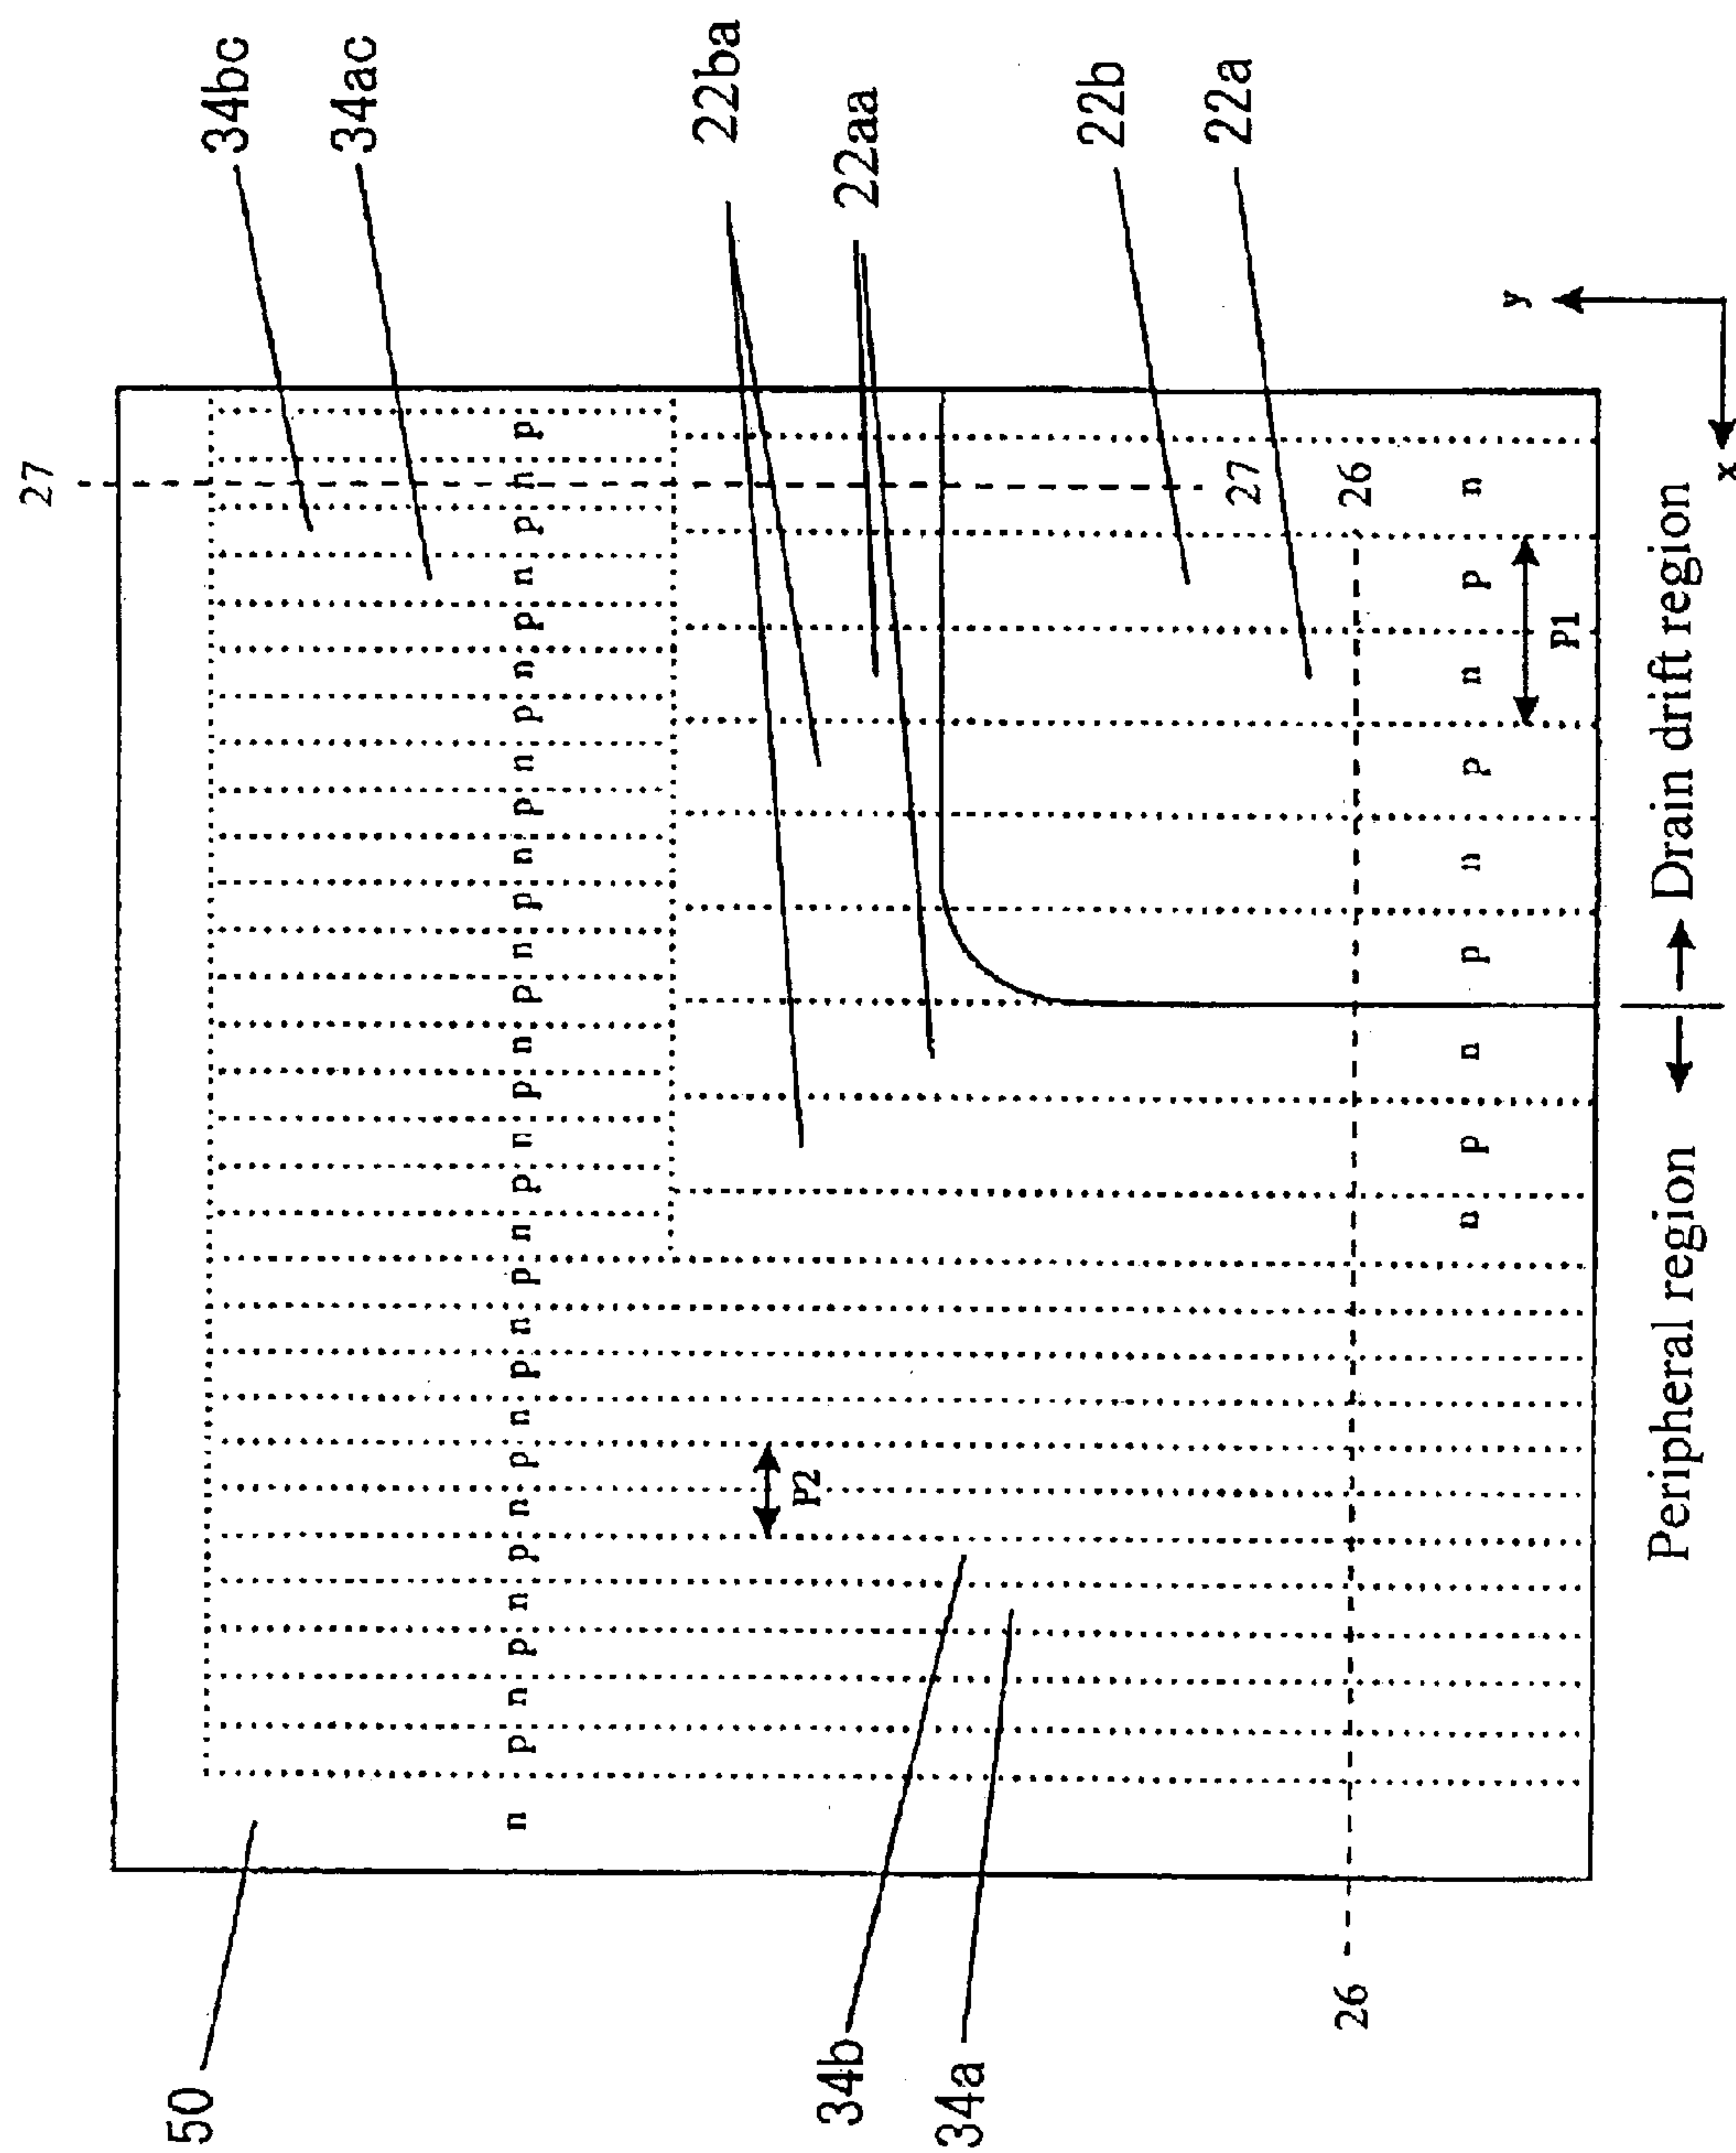 27
50
34bc
34ac
n p n p n p n p n p n p n p n p n p n p n p n p n p n p n p
22ba
P2
34b
22aa
34a
22b
22a
27
26
26
n p n p n p n p n
P1
y
x
Peripheral region
Drain drift region